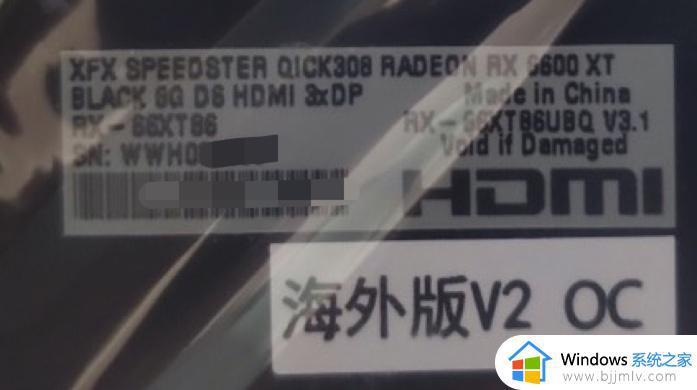 XFX SPEEDSTER QICK308 RADEON RX 6600 XT
BLACK 8G D6 HDMI 3xDP
Made in China
RX-66XT86
RX-66XT86UBQ V3.1
SN: WWH0
Void if Damaged
HDMI
海外版V2 OC
Windows 系统之家
www.bjjmlv.com